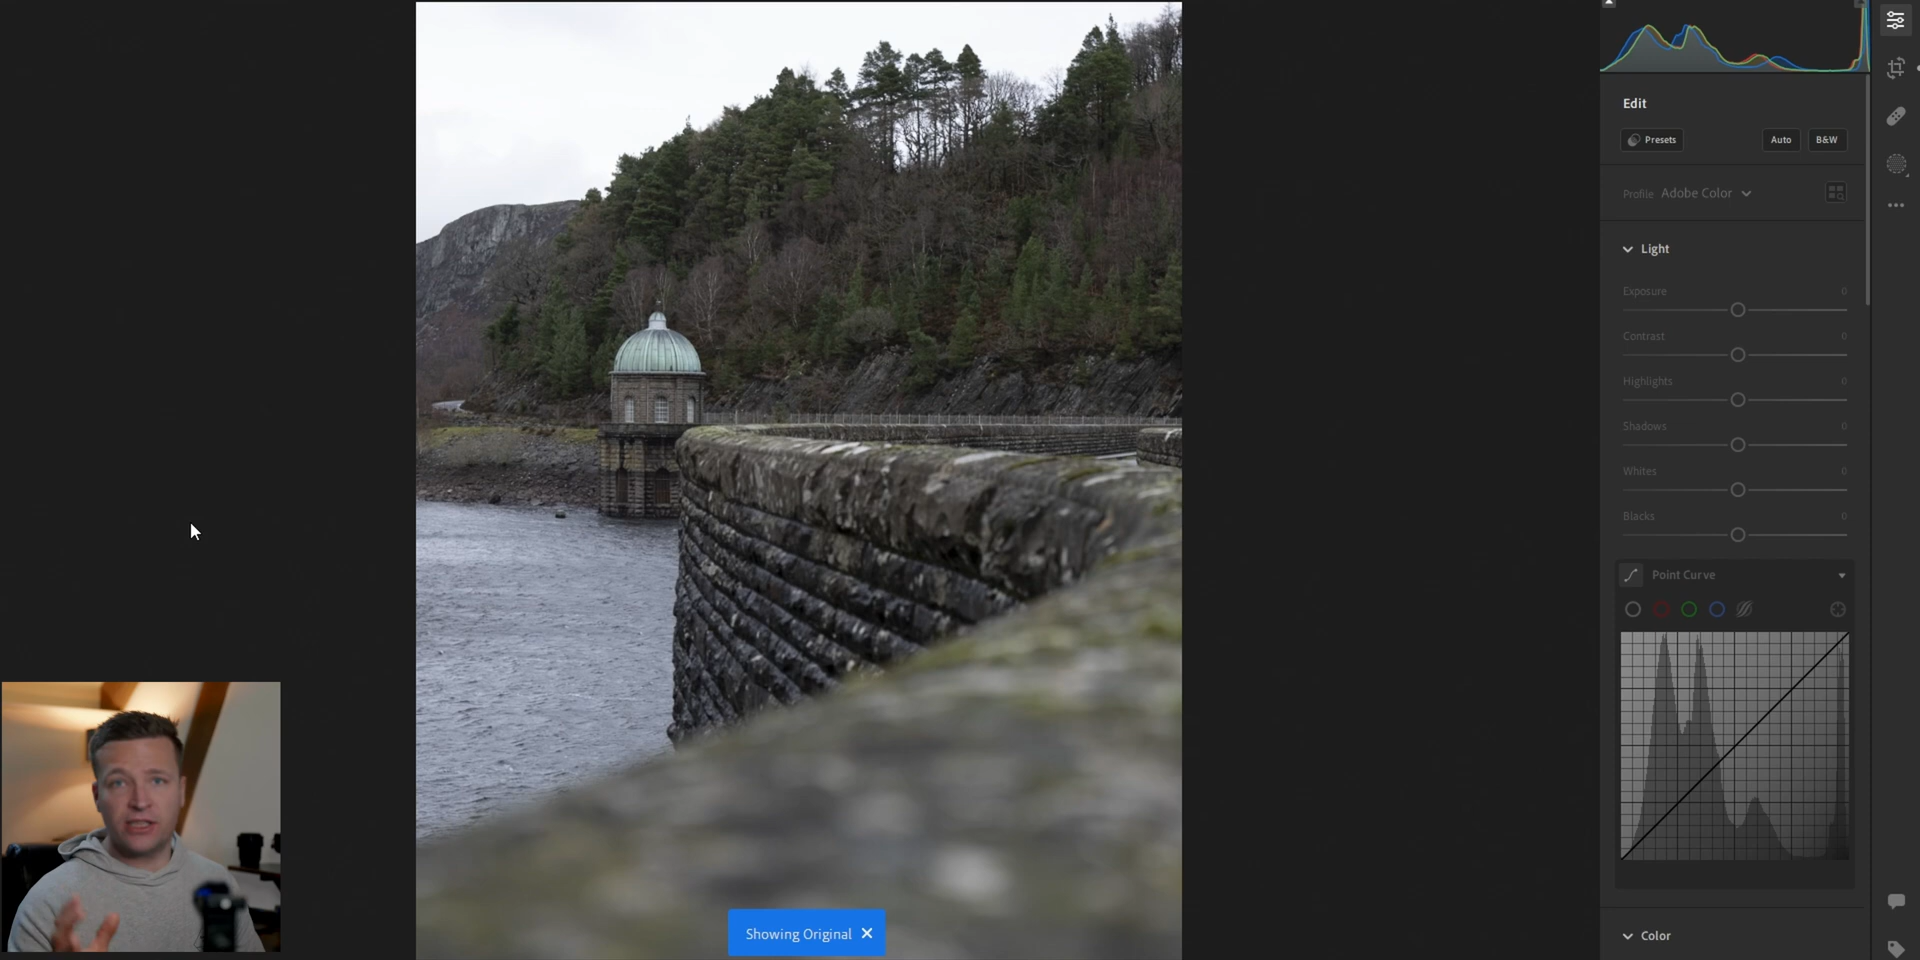 Edit
Presets
Auto
B&W
Profile Adobe Color
Light
Exposure 0
Contrast 0
Highlights 0
Shadows 0
Whites 0
Blacks 0
Point Curve
Color
Showing Original